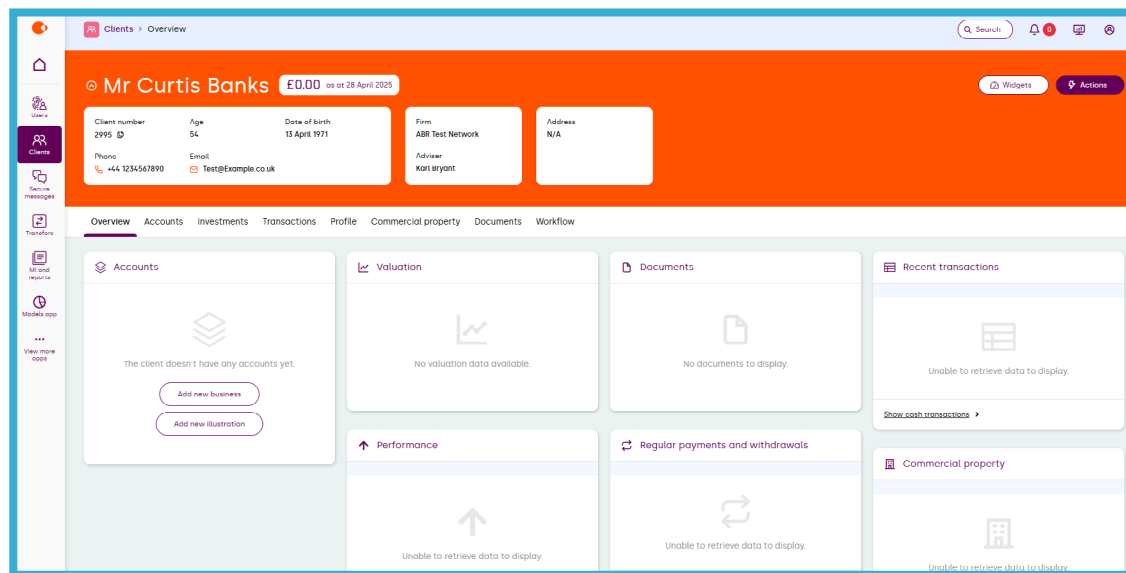 Clients > Overview
Search
0
Users
Clients
Secure messages
Transfers
MI and reports
Models app
View more apps
Mr Curtis Banks
£0.00 as at 28 April 2025
Widgets
Actions
Client number
2995
Age
54
Date of birth
13 April 1971
Phone
+44 1234567890
Email
Test@Example.co.uk
Firm
ABR Test Network
Adviser
Karl Bryant
Address
N/A
Overview Accounts Investments Transactions Profile Commercial property Documents Workflow
Accounts
The client doesn't have any accounts yet.
Add new business
Add new illustration
Valuation
No valuation data available.
Documents
No documents to display.
Recent transactions
Unable to retrieve data to display.
Show cash transactions >
Performance
Unable to retrieve data to display.
Regular payments and withdrawals
Unable to retrieve data to display.
Commercial property
Unable to retrieve data to display.